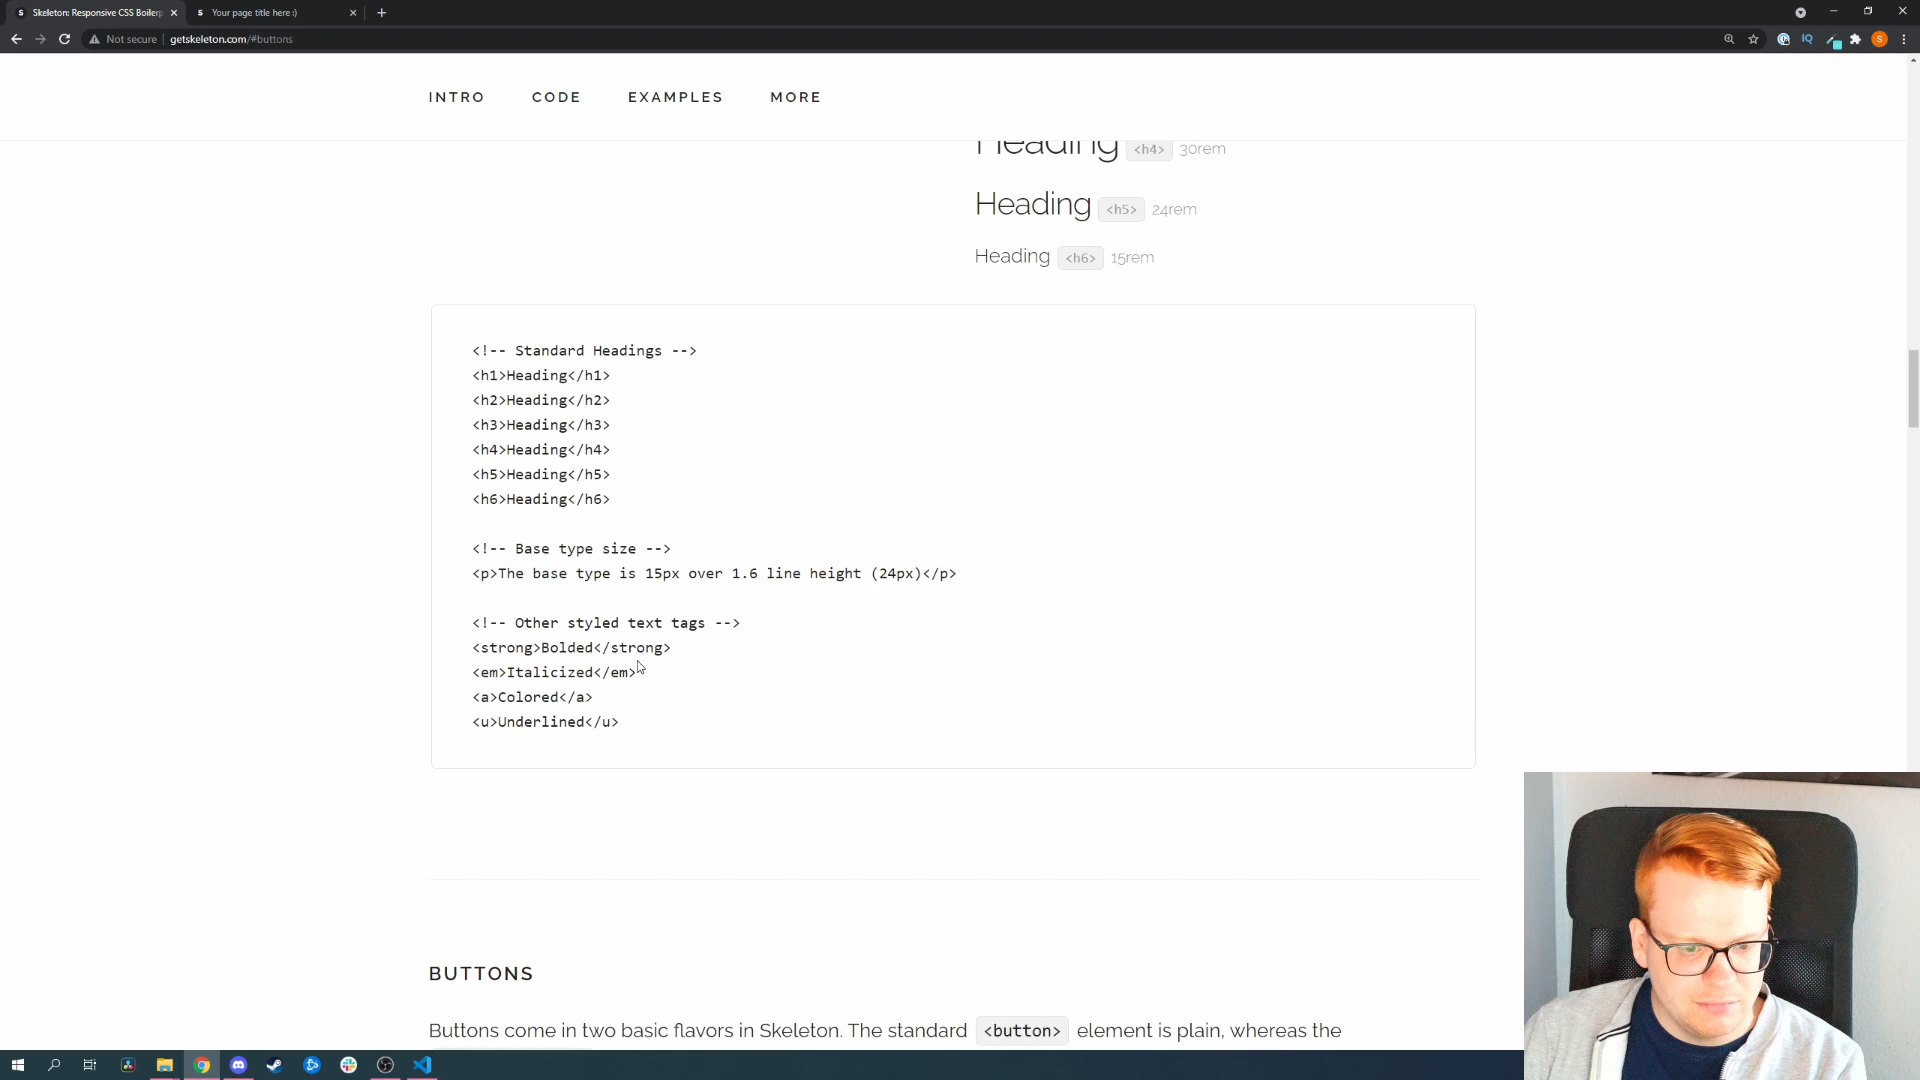 Skeleton: Responsive CSS Boilerp
Your page title here :)
Not secure
getskeleton.com/#buttons
IQ
S
INTRO
CODE
EXAMPLES
MORE
Heading <h4> 30rem
Heading <h5> 24rem
Heading <h6> 15rem
<!-- Standard Headings -->
<h1>Heading</h1>
<h2>Heading</h2>
<h3>Heading</h3>
<h4>Heading</h4>
<h5>Heading</h5>
<h6>Heading</h6>
<!-- Base type size -->
<p>The base type is 15px over 1.6 line height (24px)</p>
<!-- Other styled text tags -->
<strong>Bolded</strong>
<em>Italicized</em>
<a>Colored</a>
<u>Underlined</u>
BUTTONS
Buttons come in two basic flavors in Skeleton. The standard <button> element is plain, whereas the